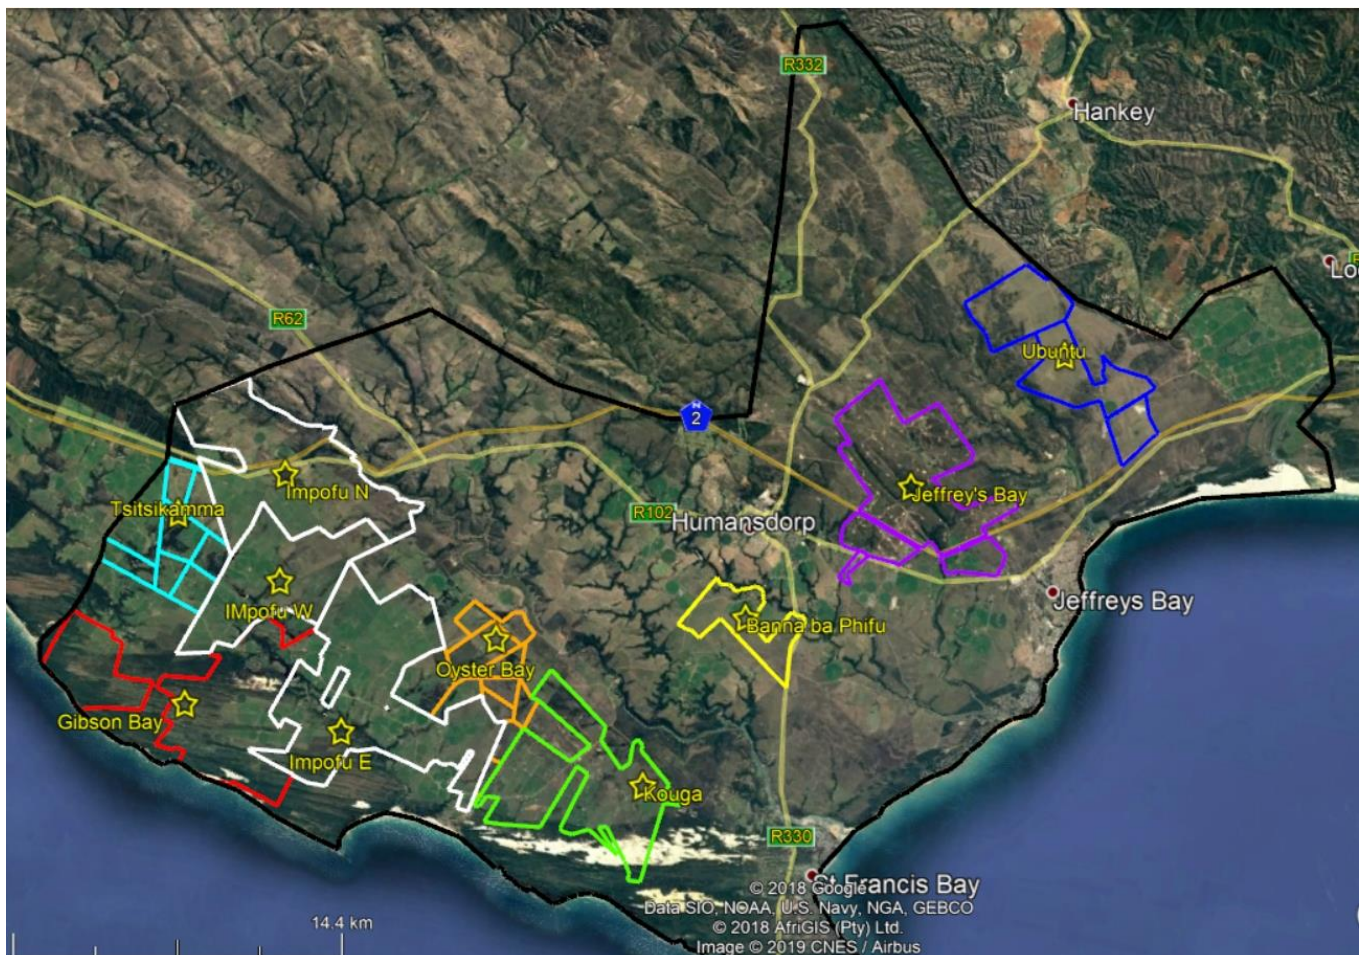 R332
Hankey
Lo
R62
Ubuntu
N
2
Impofu N
Jeffrey's Bay
Tsitsikamma
R102
Humansdorp
IMpofu W
Jeffreys Bay
Banna ba Phifu
Oyster Bay
Gibson Bay
Impofu E
Kouga
R330
St Francis Bay
© 2018 Google
Data SIO, NOAA, U.S. Navy, NGA, GEBCO
© 2018 AfriGIS (Pty) Ltd.
14.4 km
Image © 2019 CNES / Airbus